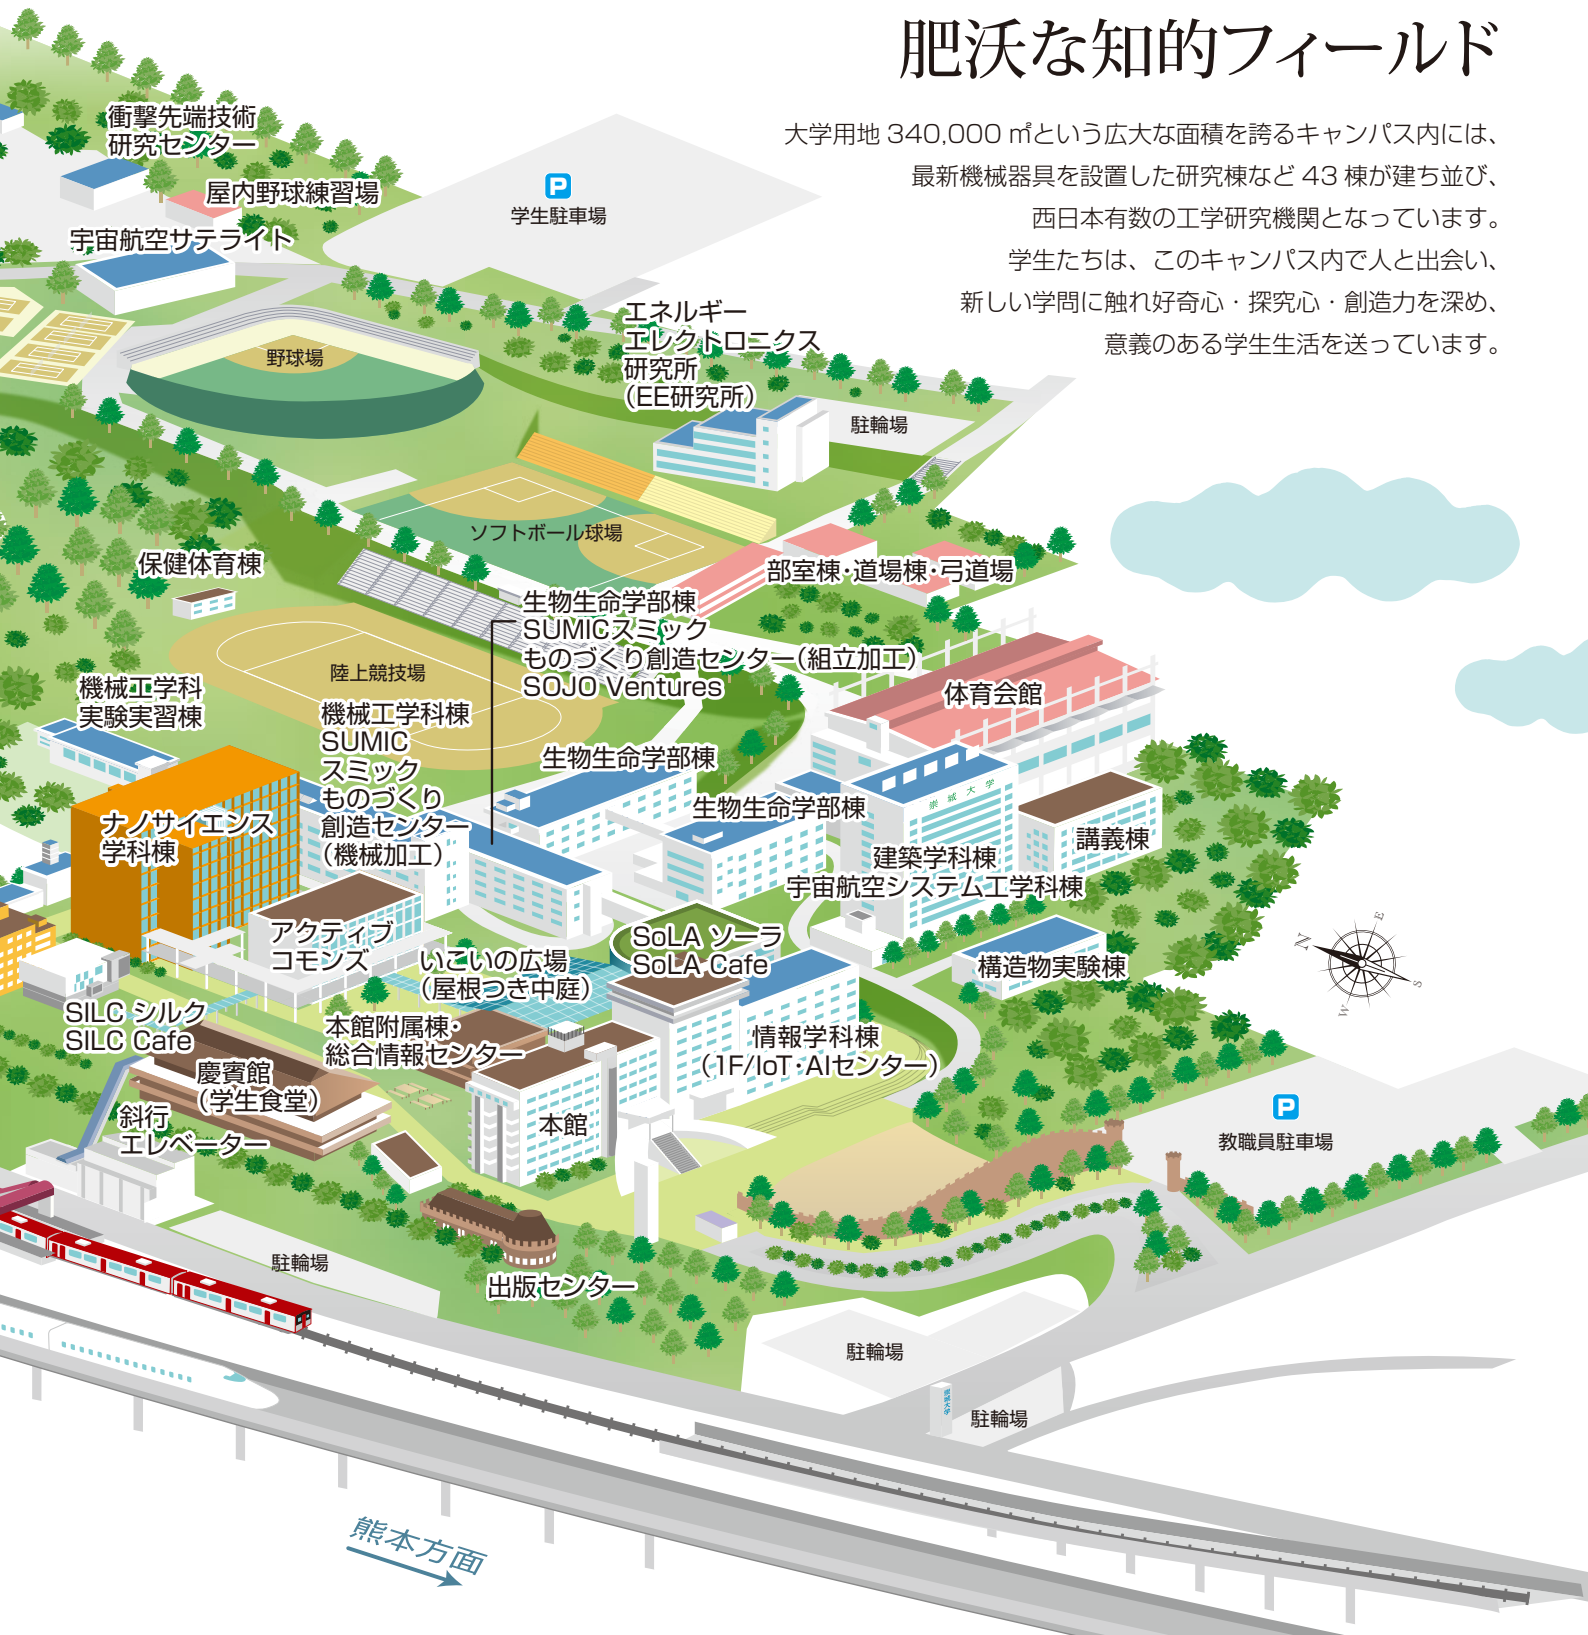 肥沃な知的フィールド
大学用地 340,000 ㎡という広大な面積を誇るキャンパス内には、
最新機械器具を設置した研究棟など 43 棟が建ち並び、
西日本有数の工学研究機関となっています。
学生たちは、このキャンパス内で人と出会い、
新しい学問に触れ好奇心・探究心・創造力を深め、
意義のある学生生活を送っています。
衝撃先端技術
研究センター
屋内野球練習場
宇宙航空サテライト
P
学生駐車場
野球場
エネルギー
エレクトロニクス
研究所
（EE研究所）
駐輪場
ソフトボール球場
保健体育棟
部室棟・道場棟・弓道場
生物生命学部棟
SUMICスミック
ものづくり創造センター（組立加工）
SOJO Ventures
陸上競技場
体育会館
機械工学科
実験実習棟
機械工学科棟
SUMIC
スミック
ものづくり
創造センター
（機械加工）
生物生命学部棟
生物生命学部棟
崇城大学
ナノサイエンス
学科棟
講義棟
建築学科棟
宇宙航空システム工学科棟
アクティブ
コモンズ
いこいの広場
（屋根つき中庭）
SoLA ソーラ
SoLA Cafe
構造物実験棟
N
E
S
W
SILC シルク
SILC Cafe
本館附属棟・
総合情報センター
情報学科棟
（1F/IoT・AIセンター）
慶賓館
（学生食堂）
斜行
エレベーター
本館
P
教職員駐車場
駐輪場
出版センター
駐輪場
崇城大学
駐輪場
熊本方面